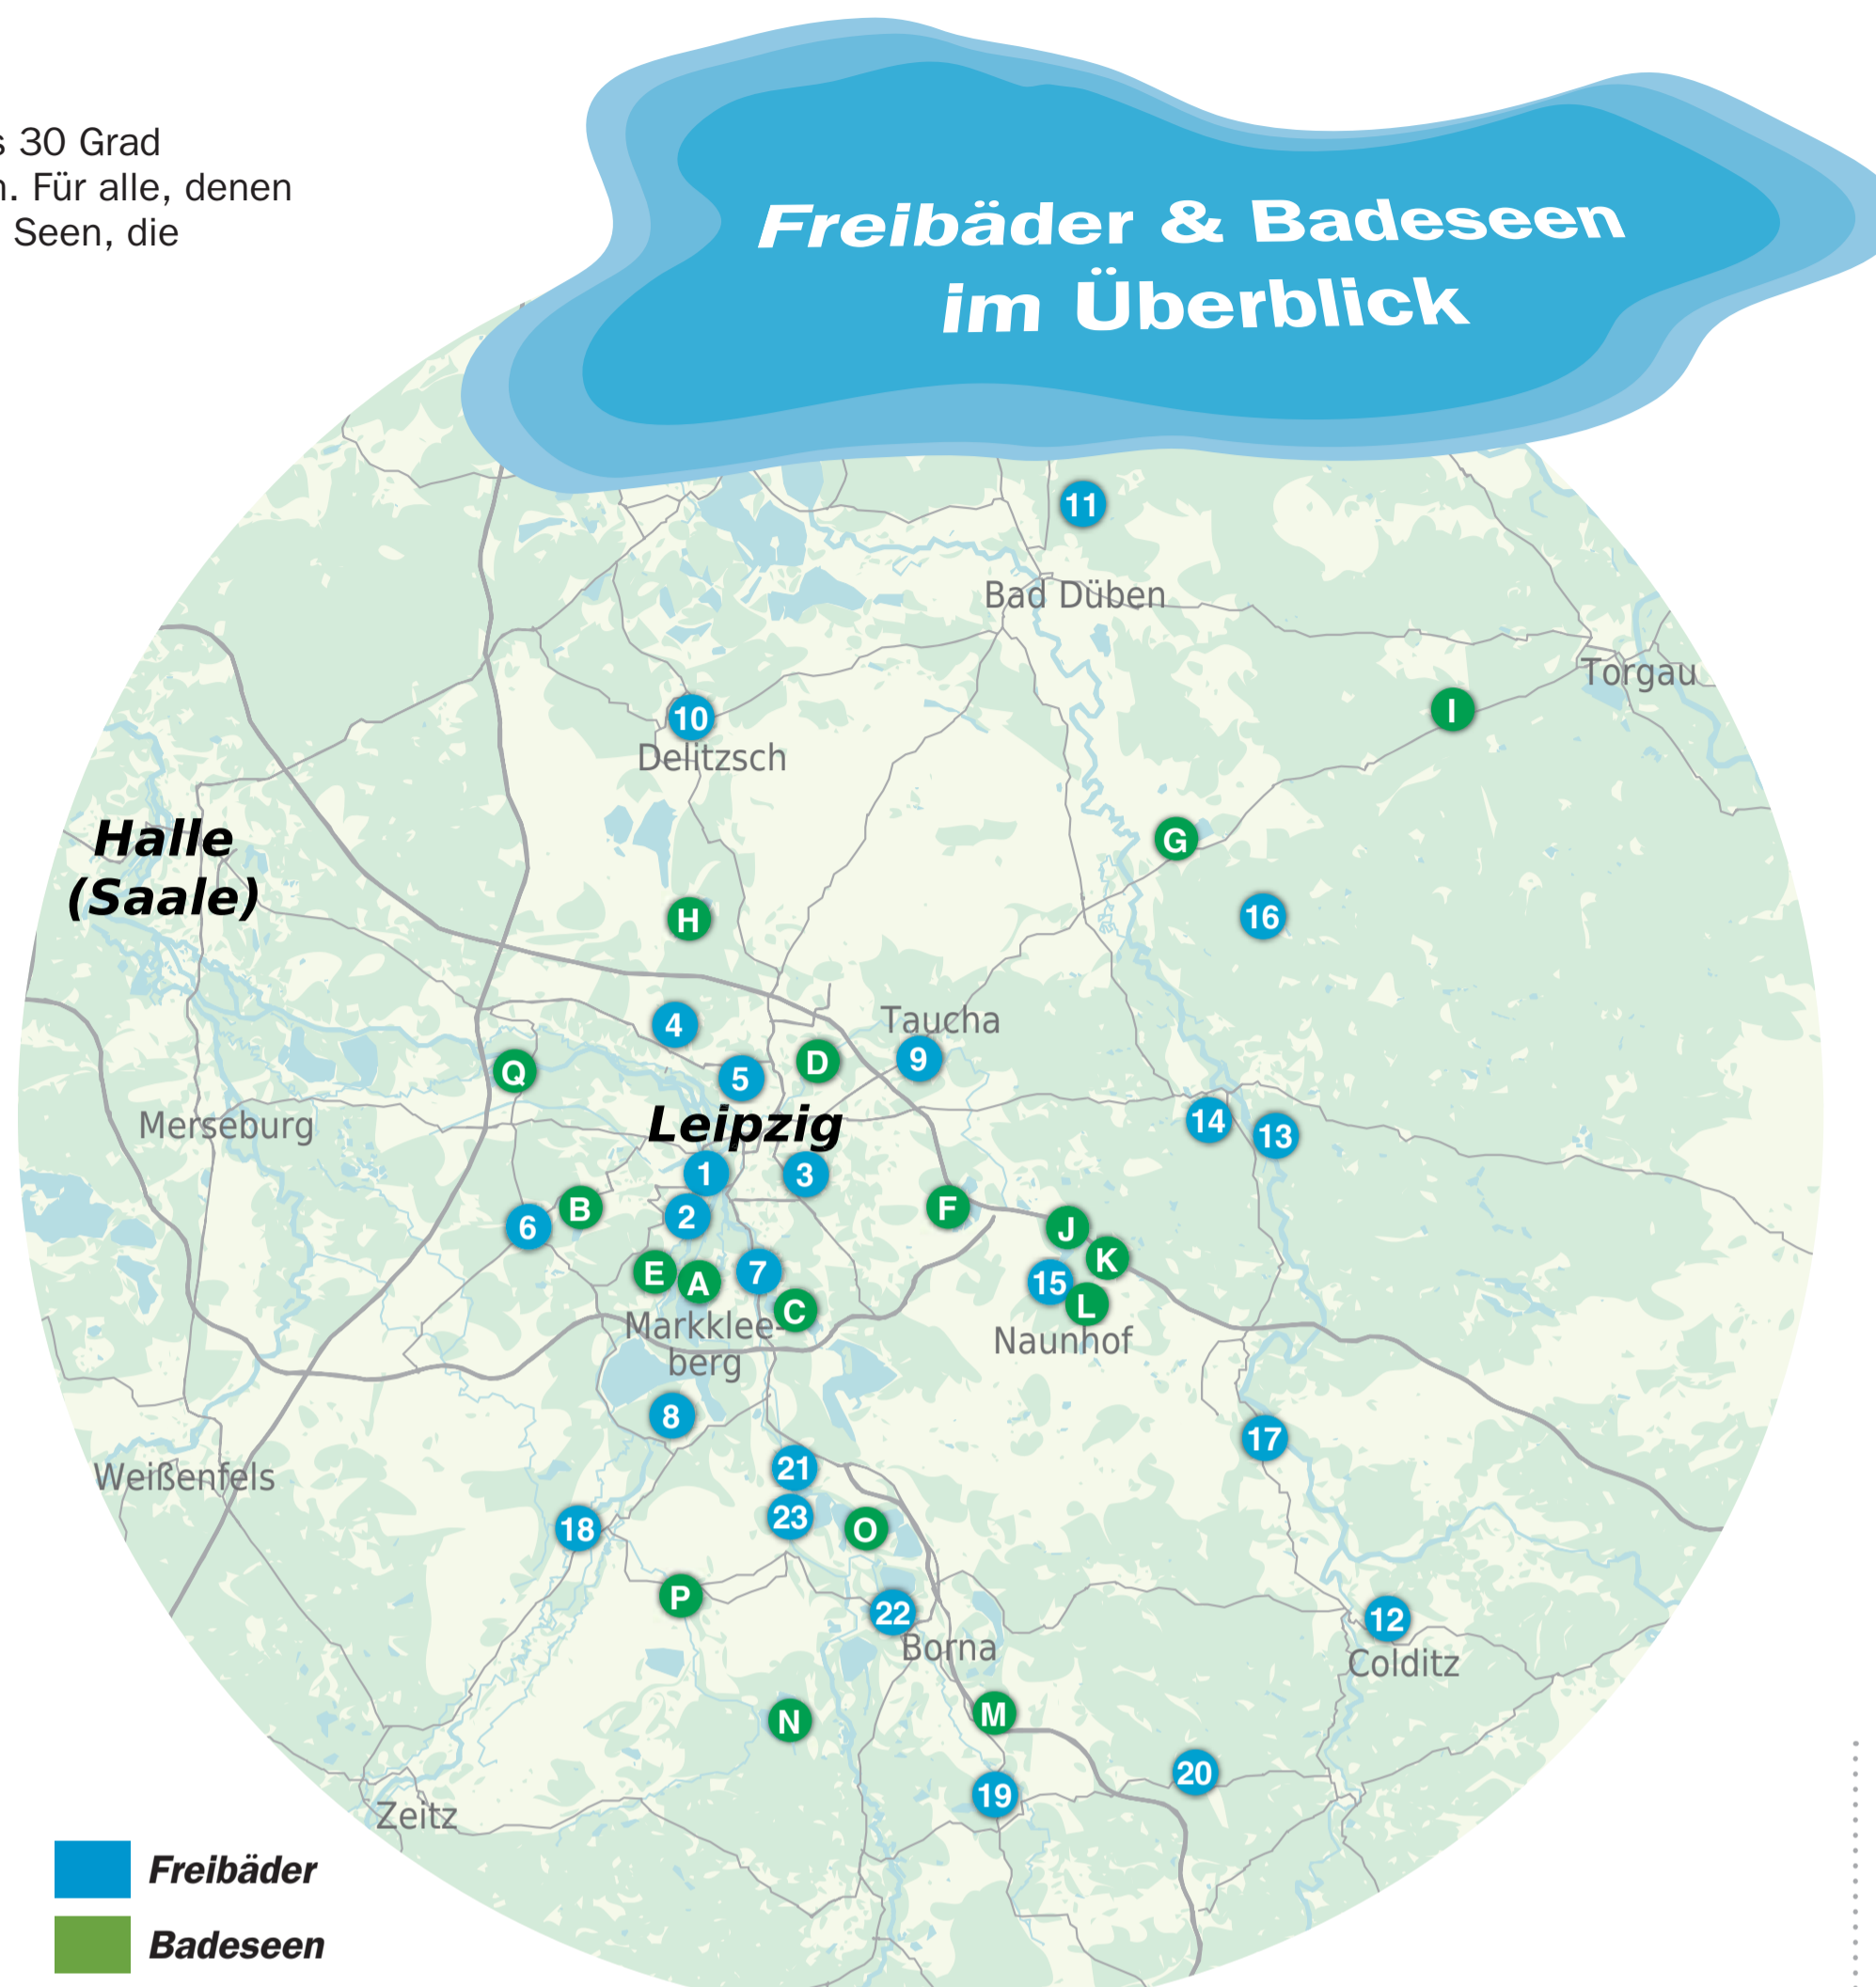 s 30 Grad
n. Für alle, denen
Seen, die
Freibäder & Badeseen
im Überblick
11
Bad Düben
Torgau
I
10
Delitzsch
Halle
(Saale)
G
H
16
4
Taucha
Q
5
D
9
Merseburg
Leipzig
14
13
1
3
6
B
2
F
J
K
E
A
7
15
C
L
Markklee-
berg
Naunhof
8
17
21
Weißenfels
23
18
O
P
22
12
Borna
Colditz
N
M
20
19
Zeitz
Freibäder
Badeseen